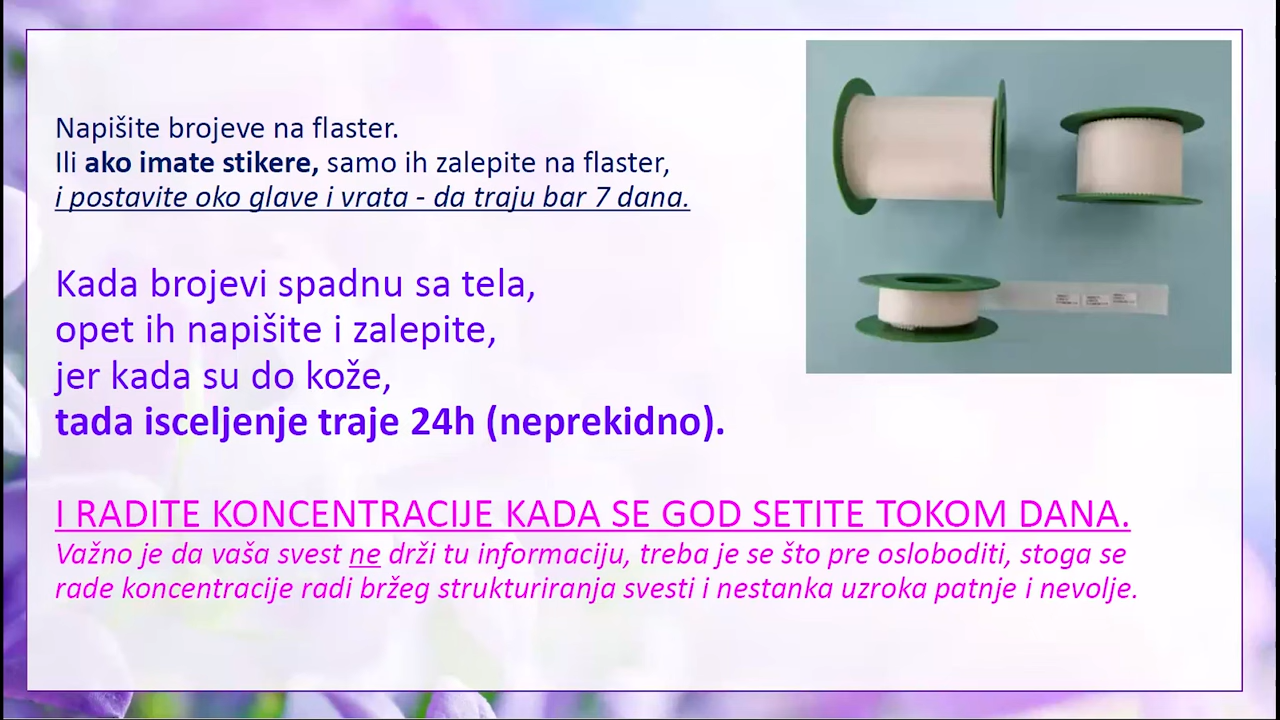 Napišite brojeve na flaster.
Ili ako imate stikere, samo ih zalepite na flaster,
i postavite oko glave i vrata - da traju bar 7 dana.
Kada brojevi spadnu sa tela,
opet ih napišite i zalepite,
jer kada su do kože,
tada isceljenje traje 24h (neprekidno).
I RADITE KONCENTRACIJE KADA SE GOD SETITE TOKOM DANA.
Važno je da vaša svest ne drži tu informaciju, treba je se što pre osloboditi, stoga se
rade koncentracije radi bržeg strukturiranja svesti i nestanka uzroka patnje i nevolje.